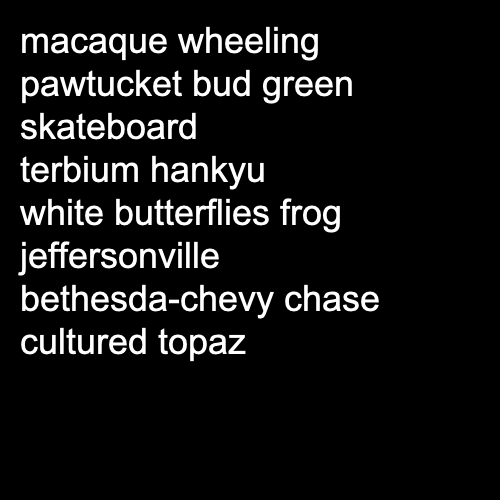 macaque wheeling
pawtucket bud green
skateboard
terbium hankyu
white butterflies frog
jeffersonville
bethesda-chevy chase
cultured topaz